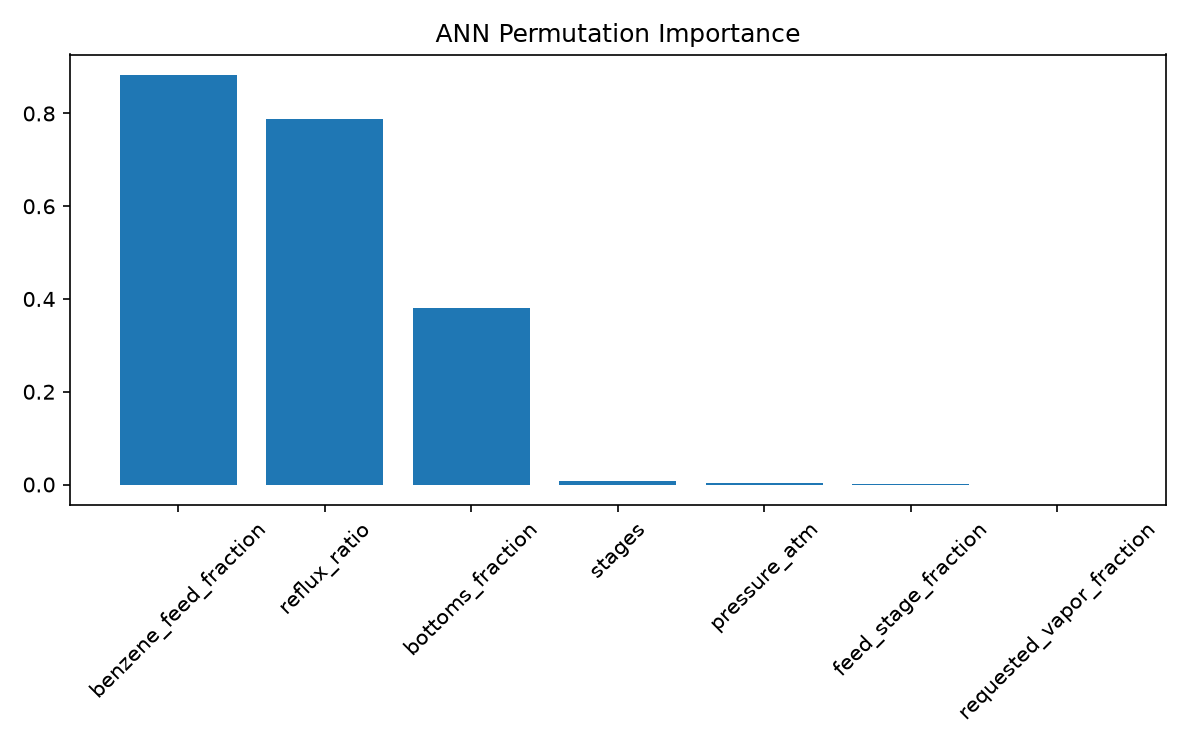 ANN Permutation Importance
0.8
0.6
0.4
0.2
0.0
benzene_feed_fraction
reflux_ratio
bottoms_fraction
stages
pressure_atm
feed_stage_fraction
requested_vapor_fraction